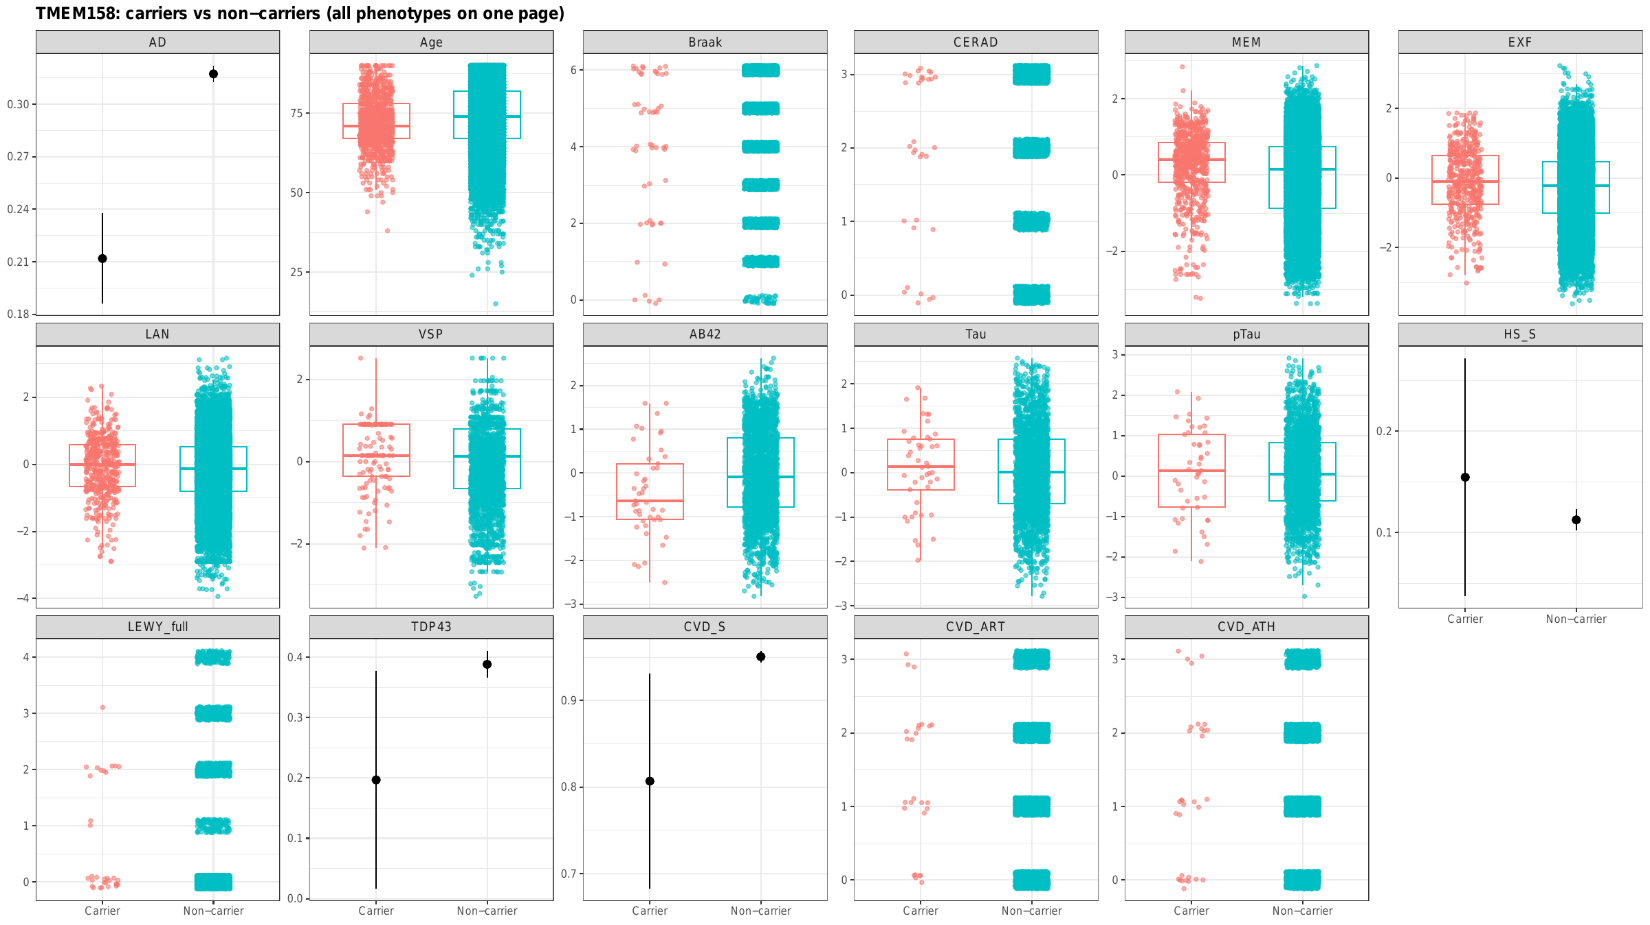 TMEM158: carriers vs non−carriers (all phenotypes on one page)
AD
Age
Braak
CERAD
MEM
EXF
0.30
0.27
0.24
0.21
0.18
75
50
25
6
4
2
0
3
2
1
0
2
0
−2
2
0
−2
LAN
VSP
AB42
Tau
pTau
HS_S
2
0
−2
−4
2
0
−2
2
1
0
−1
−2
−3
2
1
0
−1
−2
−3
3
2
1
0
−1
−2
−3
0.2
0.1
Carrier
Non−carrier
LEWY_full
TDP43
CVD_S
CVD_ART
CVD_ATH
4
3
2
1
0
0.4
0.3
0.2
0.1
0.0
0.9
0.8
0.7
3
2
1
0
3
2
1
0
Carrier
Non−carrier
Carrier
Non−carrier
Carrier
Non−carrier
Carrier
Non−carrier
Carrier
Non−carrier